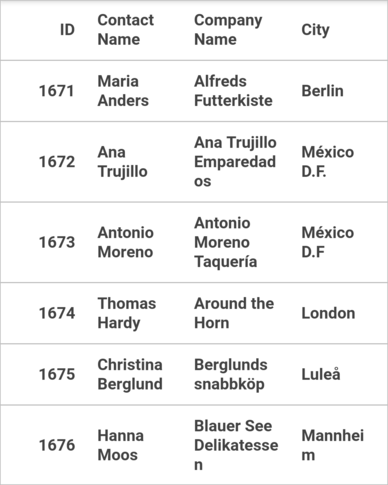 ID Contact Name Company Name City
1671 Maria Anders Alfreds Futterkiste Berlin
1672 Ana Trujillo Ana Trujillo Emparedados México D.F.
1673 Antonio Moreno Antonio Moreno Taquería México D.F
1674 Thomas Hardy Around the Horn London
1675 Christina Berglund Berglunds snabbköp Luleå
1676 Hanna Moos Blauer See Delikatessen Mannheim